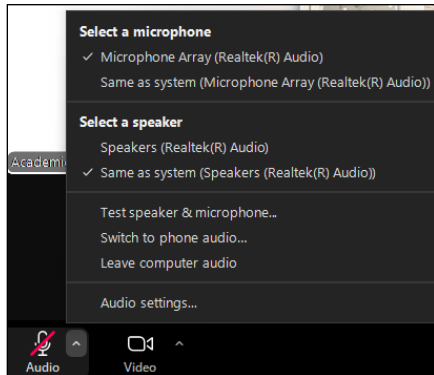 Select a microphone
Microphone Array (Realtek(R) Audio)
Same as system (Microphone Array (Realtek(R) Audio))
Select a speaker
Speakers (Realtek(R) Audio)
Same as system (Speakers (Realtek(R) Audio))
Academi
Test speaker & microphone...
Switch to phone audio...
Leave computer audio
Audio settings...
Audio Video